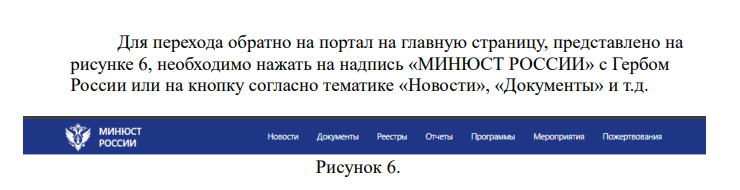 Для перехода обратно на портал на главную страницу, представлено на
рисунке 6, необходимо нажать на надпись «МИНЮСТ РОССИИ» с Гербом
России или на кнопку согласно тематике «Новости», «Документы» и т.д.
МИНЮСТ
РОССИИ
Новости Документы Реестры Отчеты Программы Мероприятия Пожертвования
Рисунок 6.